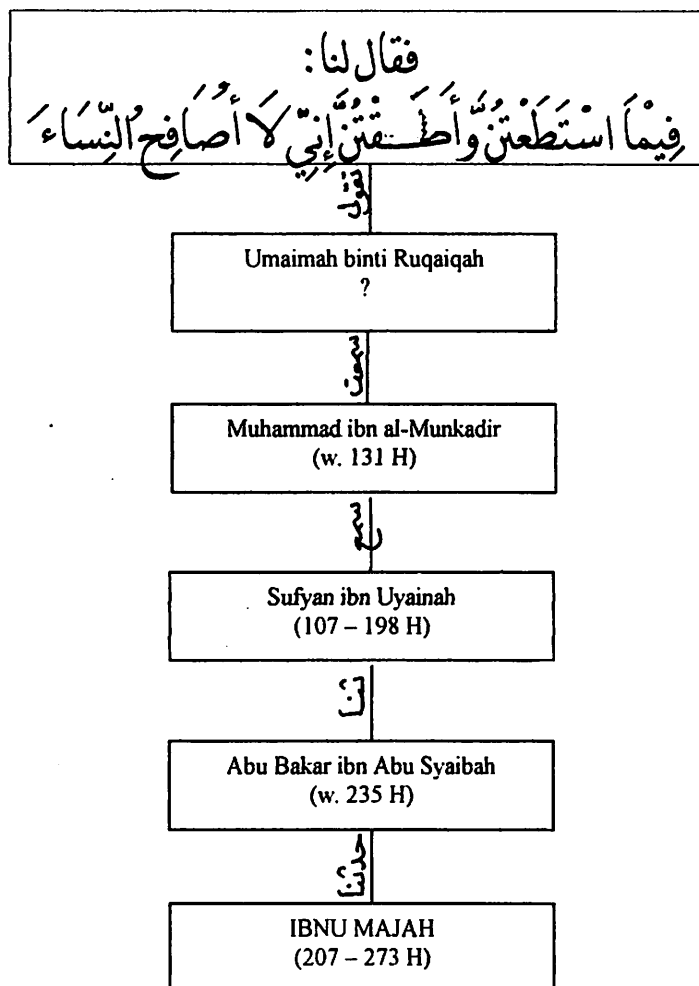 فقال لنا:
فِيْمَا اسْتَطَعْتُنَّ وَأَطَقْتُنَّ إِنِّيْ لَا أُصَافِحُ النِّسَاءَ
تقول
Umaimah binti Ruqaiqah
?
سمعت
Muhammad ibn al-Munkadir
(w. 131 H)
سمع
Sufyan ibn Uyainah
(107 – 198 H)
ثنا
Abu Bakar ibn Abu Syaibah
(w. 235 H)
حدثنا
IBNU MAJAH
(207 – 273 H)